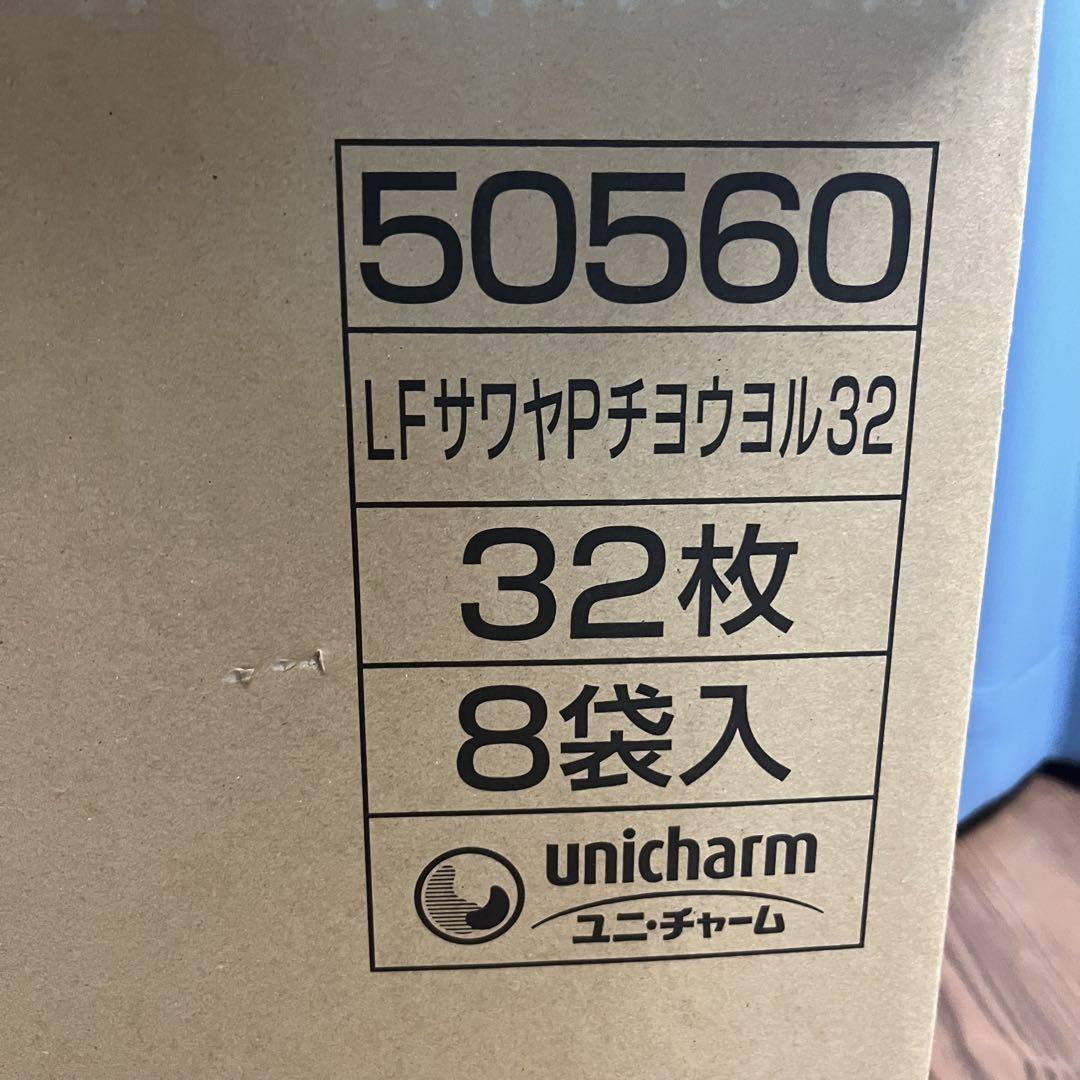 50560
LFサワヤPチヨウヨル32
32枚
8袋入
unicharm
ユニ・チャーム